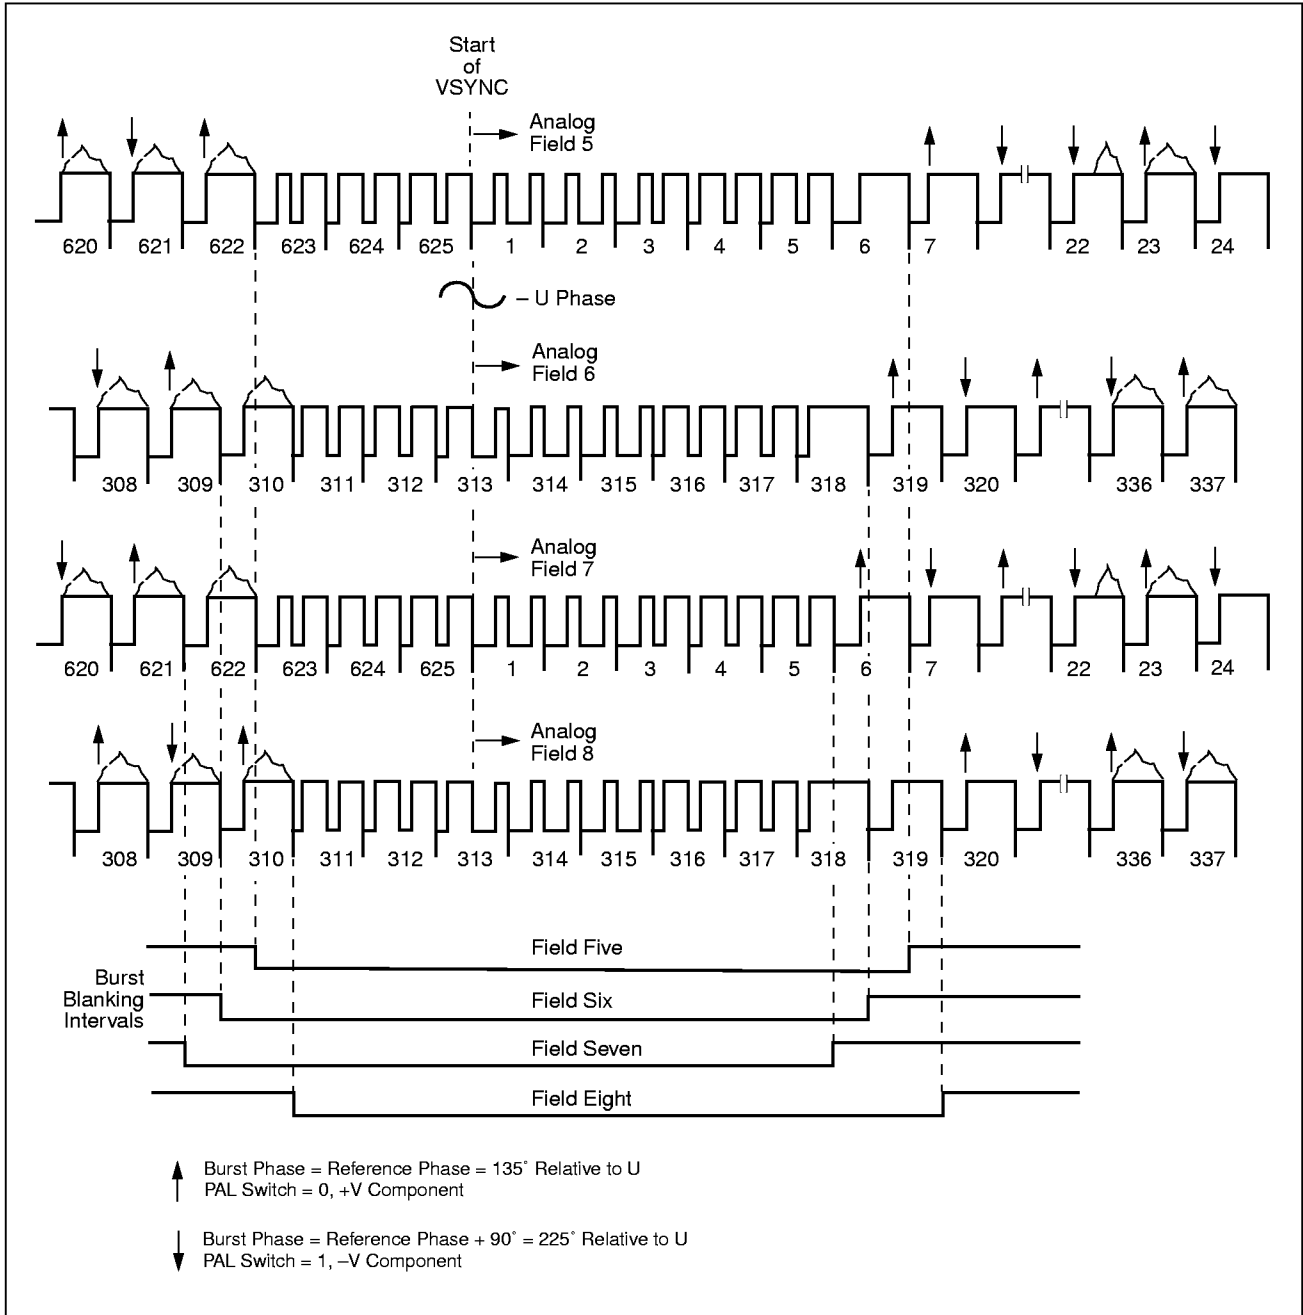 Start
of
VSYNC
Analog
Field 5
620 621 622 623 624 625 1 2 3 4 5 6 7 22 23 24
– U Phase
Analog
Field 6
308 309 310 311 312 313 314 315 316 317 318 319 320 336 337
Analog
Field 7
620 621 622 623 624 625 1 2 3 4 5 6 7 22 23 24
Analog
Field 8
308 309 310 311 312 313 314 315 316 317 318 319 320 336 337
Burst
Blanking
Intervals
Field Five
Field Six
Field Seven
Field Eight
Burst Phase = Reference Phase = 135° Relative to U
PAL Switch = 0, +V Component
Burst Phase = Reference Phase + 90° = 225° Relative to U
PAL Switch = 1, –V Component